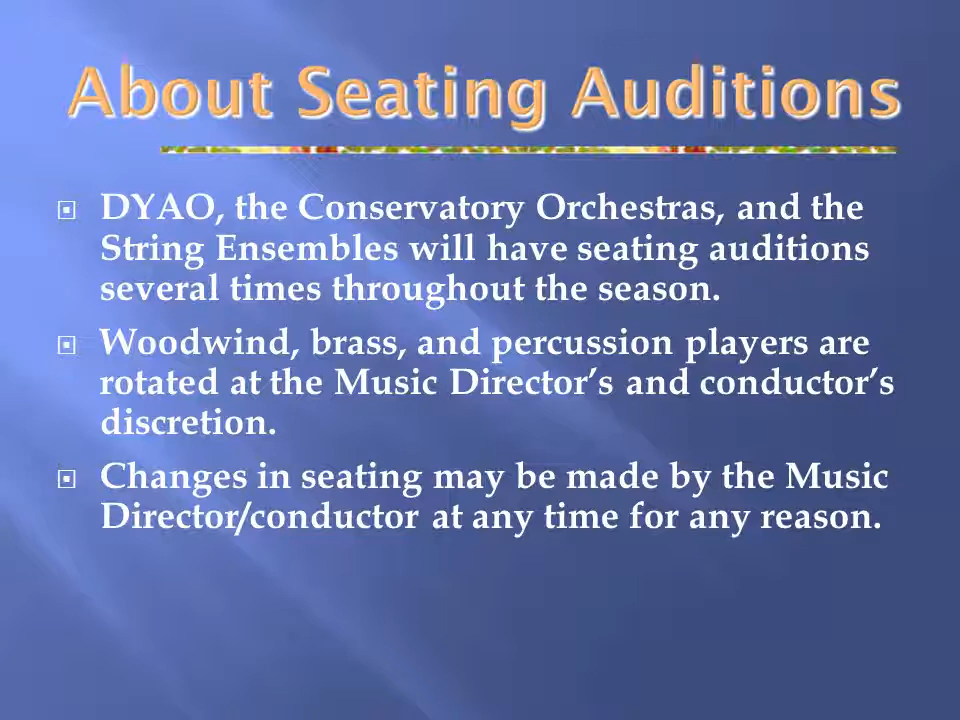 About Seating Auditions
DYAO, the Conservatory Orchestras, and the
String Ensembles will have seating auditions
several times throughout the season.
Woodwind, brass, and percussion players are
rotated at the Music Director’s and conductor’s
discretion.
Changes in seating may be made by the Music
Director/conductor at any time for any reason.